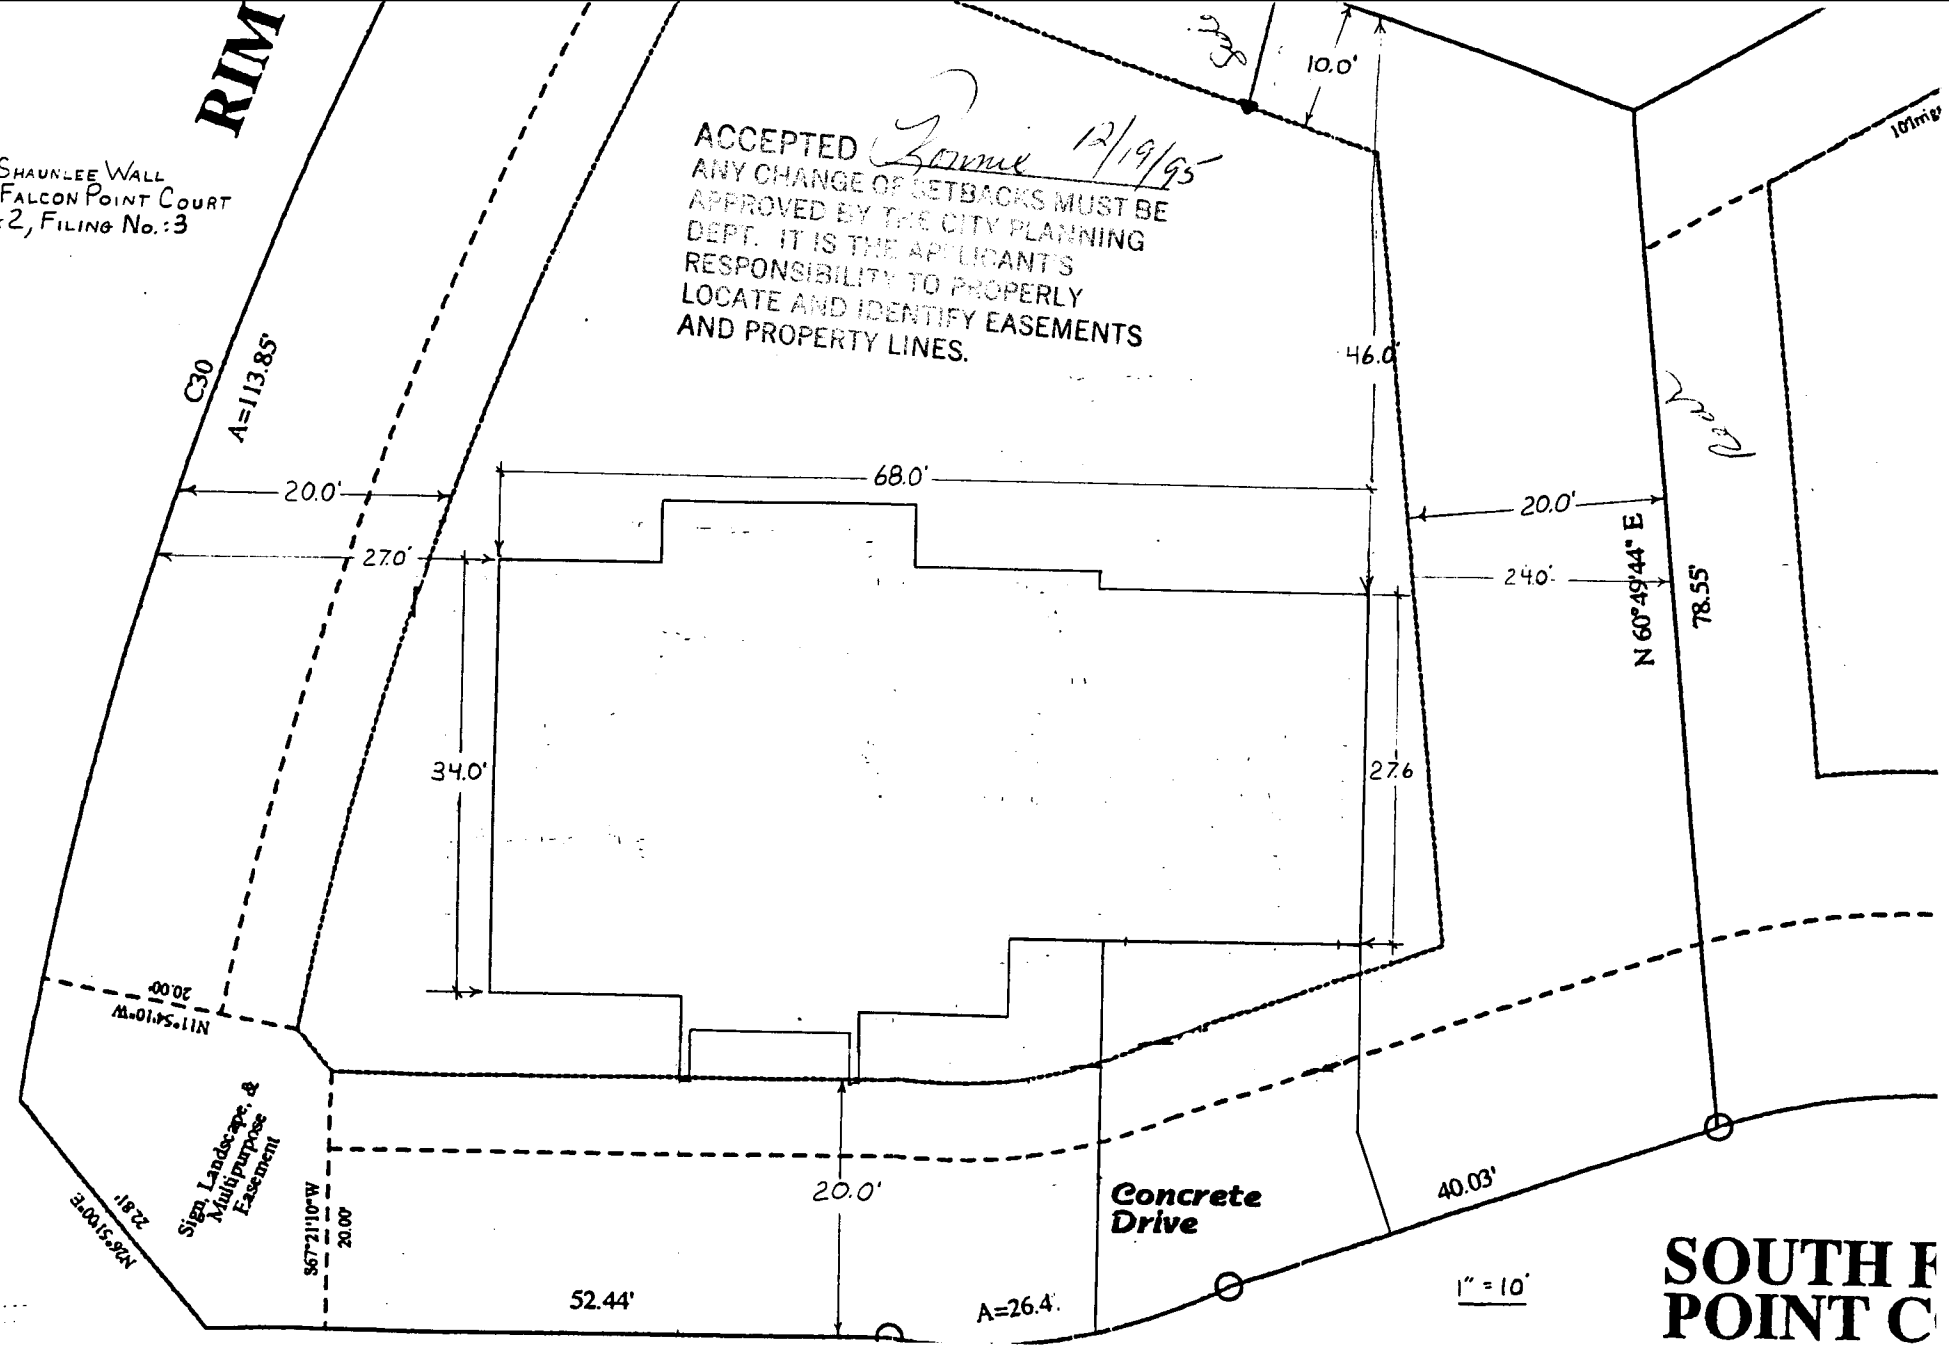 RIM
SHAUNLEE WALL
FALCON POINT COURT
:2, FILING No.:3
ACCEPTED Ronnie 12/19/95
ANY CHANGE OF SETBACKS MUST BE
APPROVED BY THE CITY PLANNING
DEPT. IT IS THE APPLICANT'S
RESPONSIBILITY TO PROPERLY
LOCATE AND IDENTIFY EASEMENTS
AND PROPERTY LINES.
10.0'
46.0'
C30
A=113.85'
68.0'
20.0'
27.0'
20.0'
24.0'
N 60°49'44" E
78.55'
34.0'
27.6
20.00'
N11°54'10"W
Sign, Landscape, &
Multipurpose
Easement
N26°51'00"E
22.81'
S67°21'10"W
20.00'
20.0'
Concrete
Drive
40.03'
52.44'
A=26.4
1" = 10'
SOUTH F
POINT C